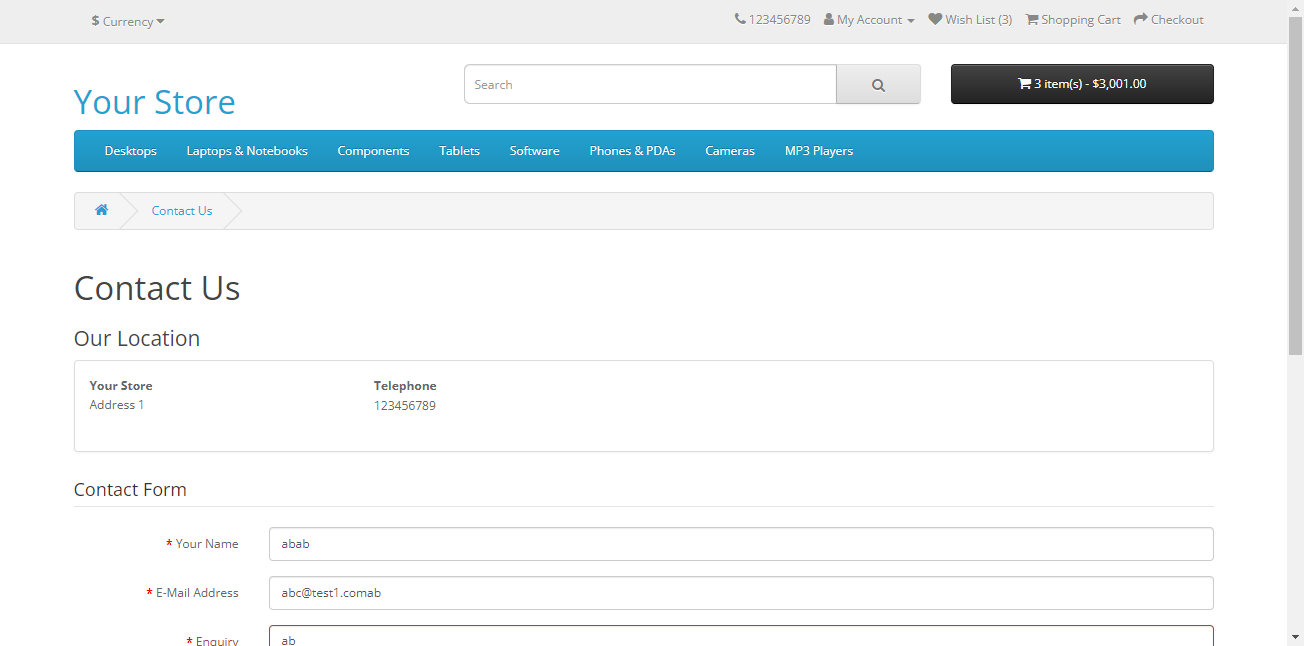 $ Currency
123456789 My Account Wish List (3) Shopping Cart Checkout
Your Store
Search
3 item(s) - $3,001.00
Desktops Laptops & Notebooks Components Tablets Software Phones & PDAs Cameras MP3 Players
Contact Us
Contact Us
Our Location
Your Store
Address 1
Telephone
123456789
Contact Form
* Your Name abab
* E-Mail Address abc@test1.comab
* Enquiry ab